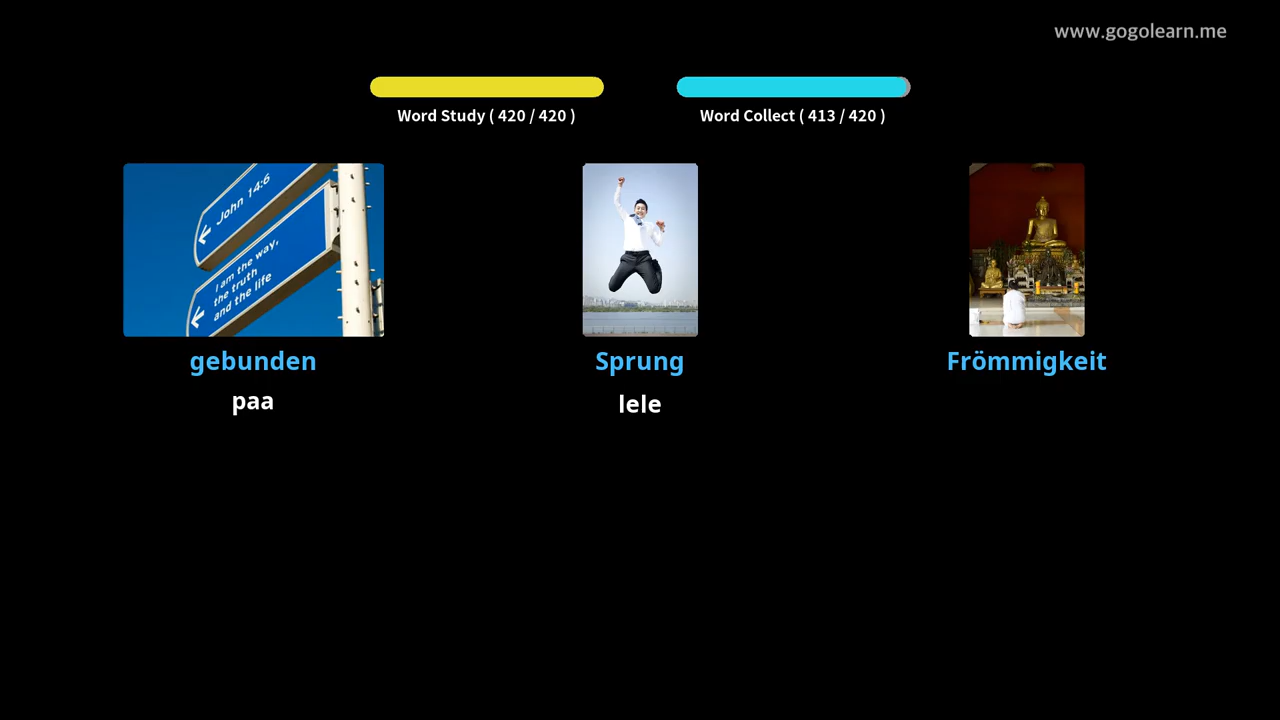 www.gogolearn.me
Word Study ( 420 / 420 )
Word Collect ( 413 / 420 )
John 14:6
I am the way,
the truth
and the life
gebunden
Sprung
Frömmigkeit
paa
lele